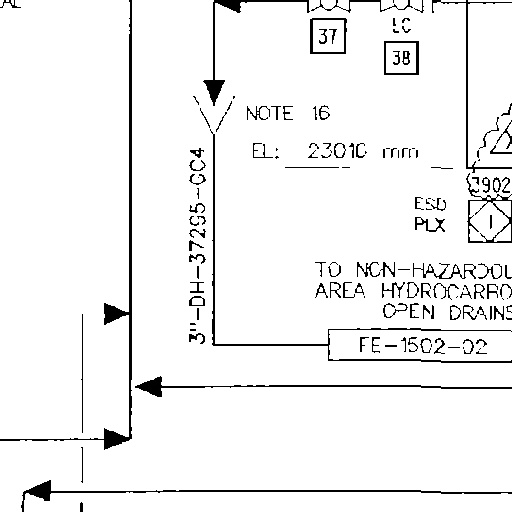 37
LC
38
NOTE 16
EL: 23010 mm
3"-DH-37295-CC4
3902
ESD
PLX
I
TO NON-HAZARDOU
AREA HYDROCARBO
OPEN DRAINS
FE-1502-02